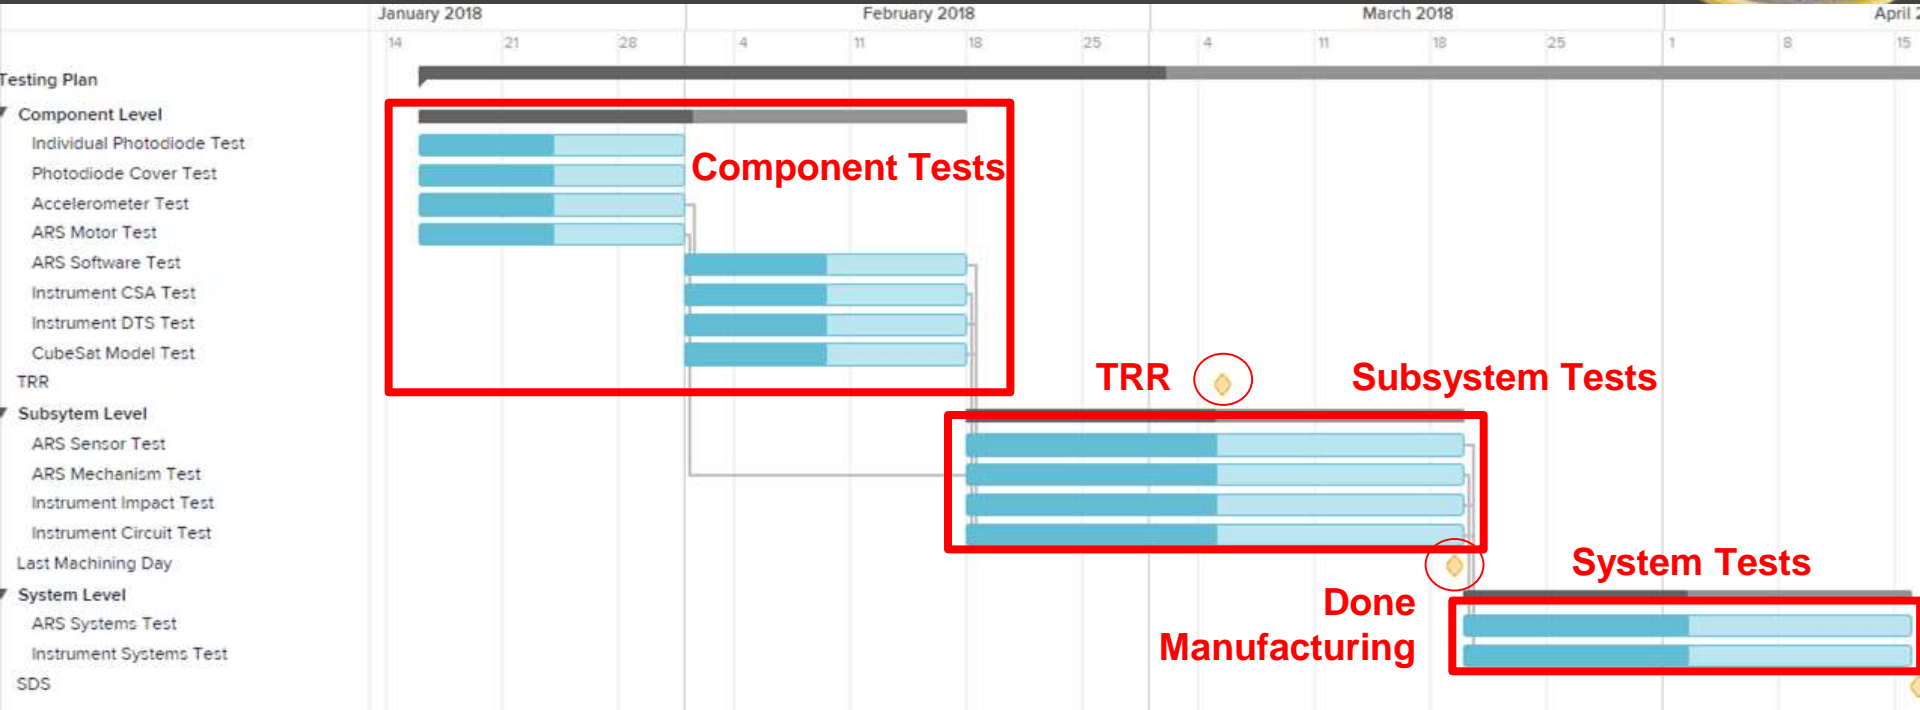 January 2018 February 2018 March 2018 April 2
14 21 28 4 11 18 25 4 11 18 25 1 8 15
Testing Plan
Component Level
Individual Photodiode Test
Photodiode Cover Test
Component Tests
Accelerometer Test
ARS Motor Test
ARS Software Test
Instrument CSA Test
Instrument DTS Test
CubeSat Model Test
TRR
TRR Subsystem Tests
Subsytem Level
ARS Sensor Test
ARS Mechanism Test
Instrument Impact Test
Instrument Circuit Test
Last Machining Day
System Tests
System Level
Done
Manufacturing
ARS Systems Test
Instrument Systems Test
SDS